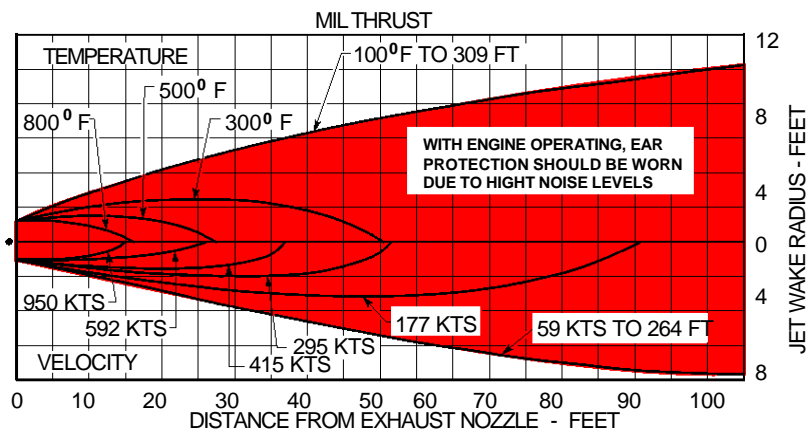 MIL THRUST
TEMPERATURE
100⁰F TO 309 FT
500⁰ F
800⁰ F
300⁰ F
WITH ENGINE OPERATING, EAR
PROTECTION SHOULD BE WORN
DUE TO HIGHT NOISE LEVELS
950 KTS
592 KTS
415 KTS
295 KTS
177 KTS
59 KTS TO 264 FT
VELOCITY
12
8
4
0
4
8
JET WAKE RADIUS - FEET
0 10 20 30 40 50 60 70 80 90 100
DISTANCE FROM EXHAUST NOZZLE - FEET